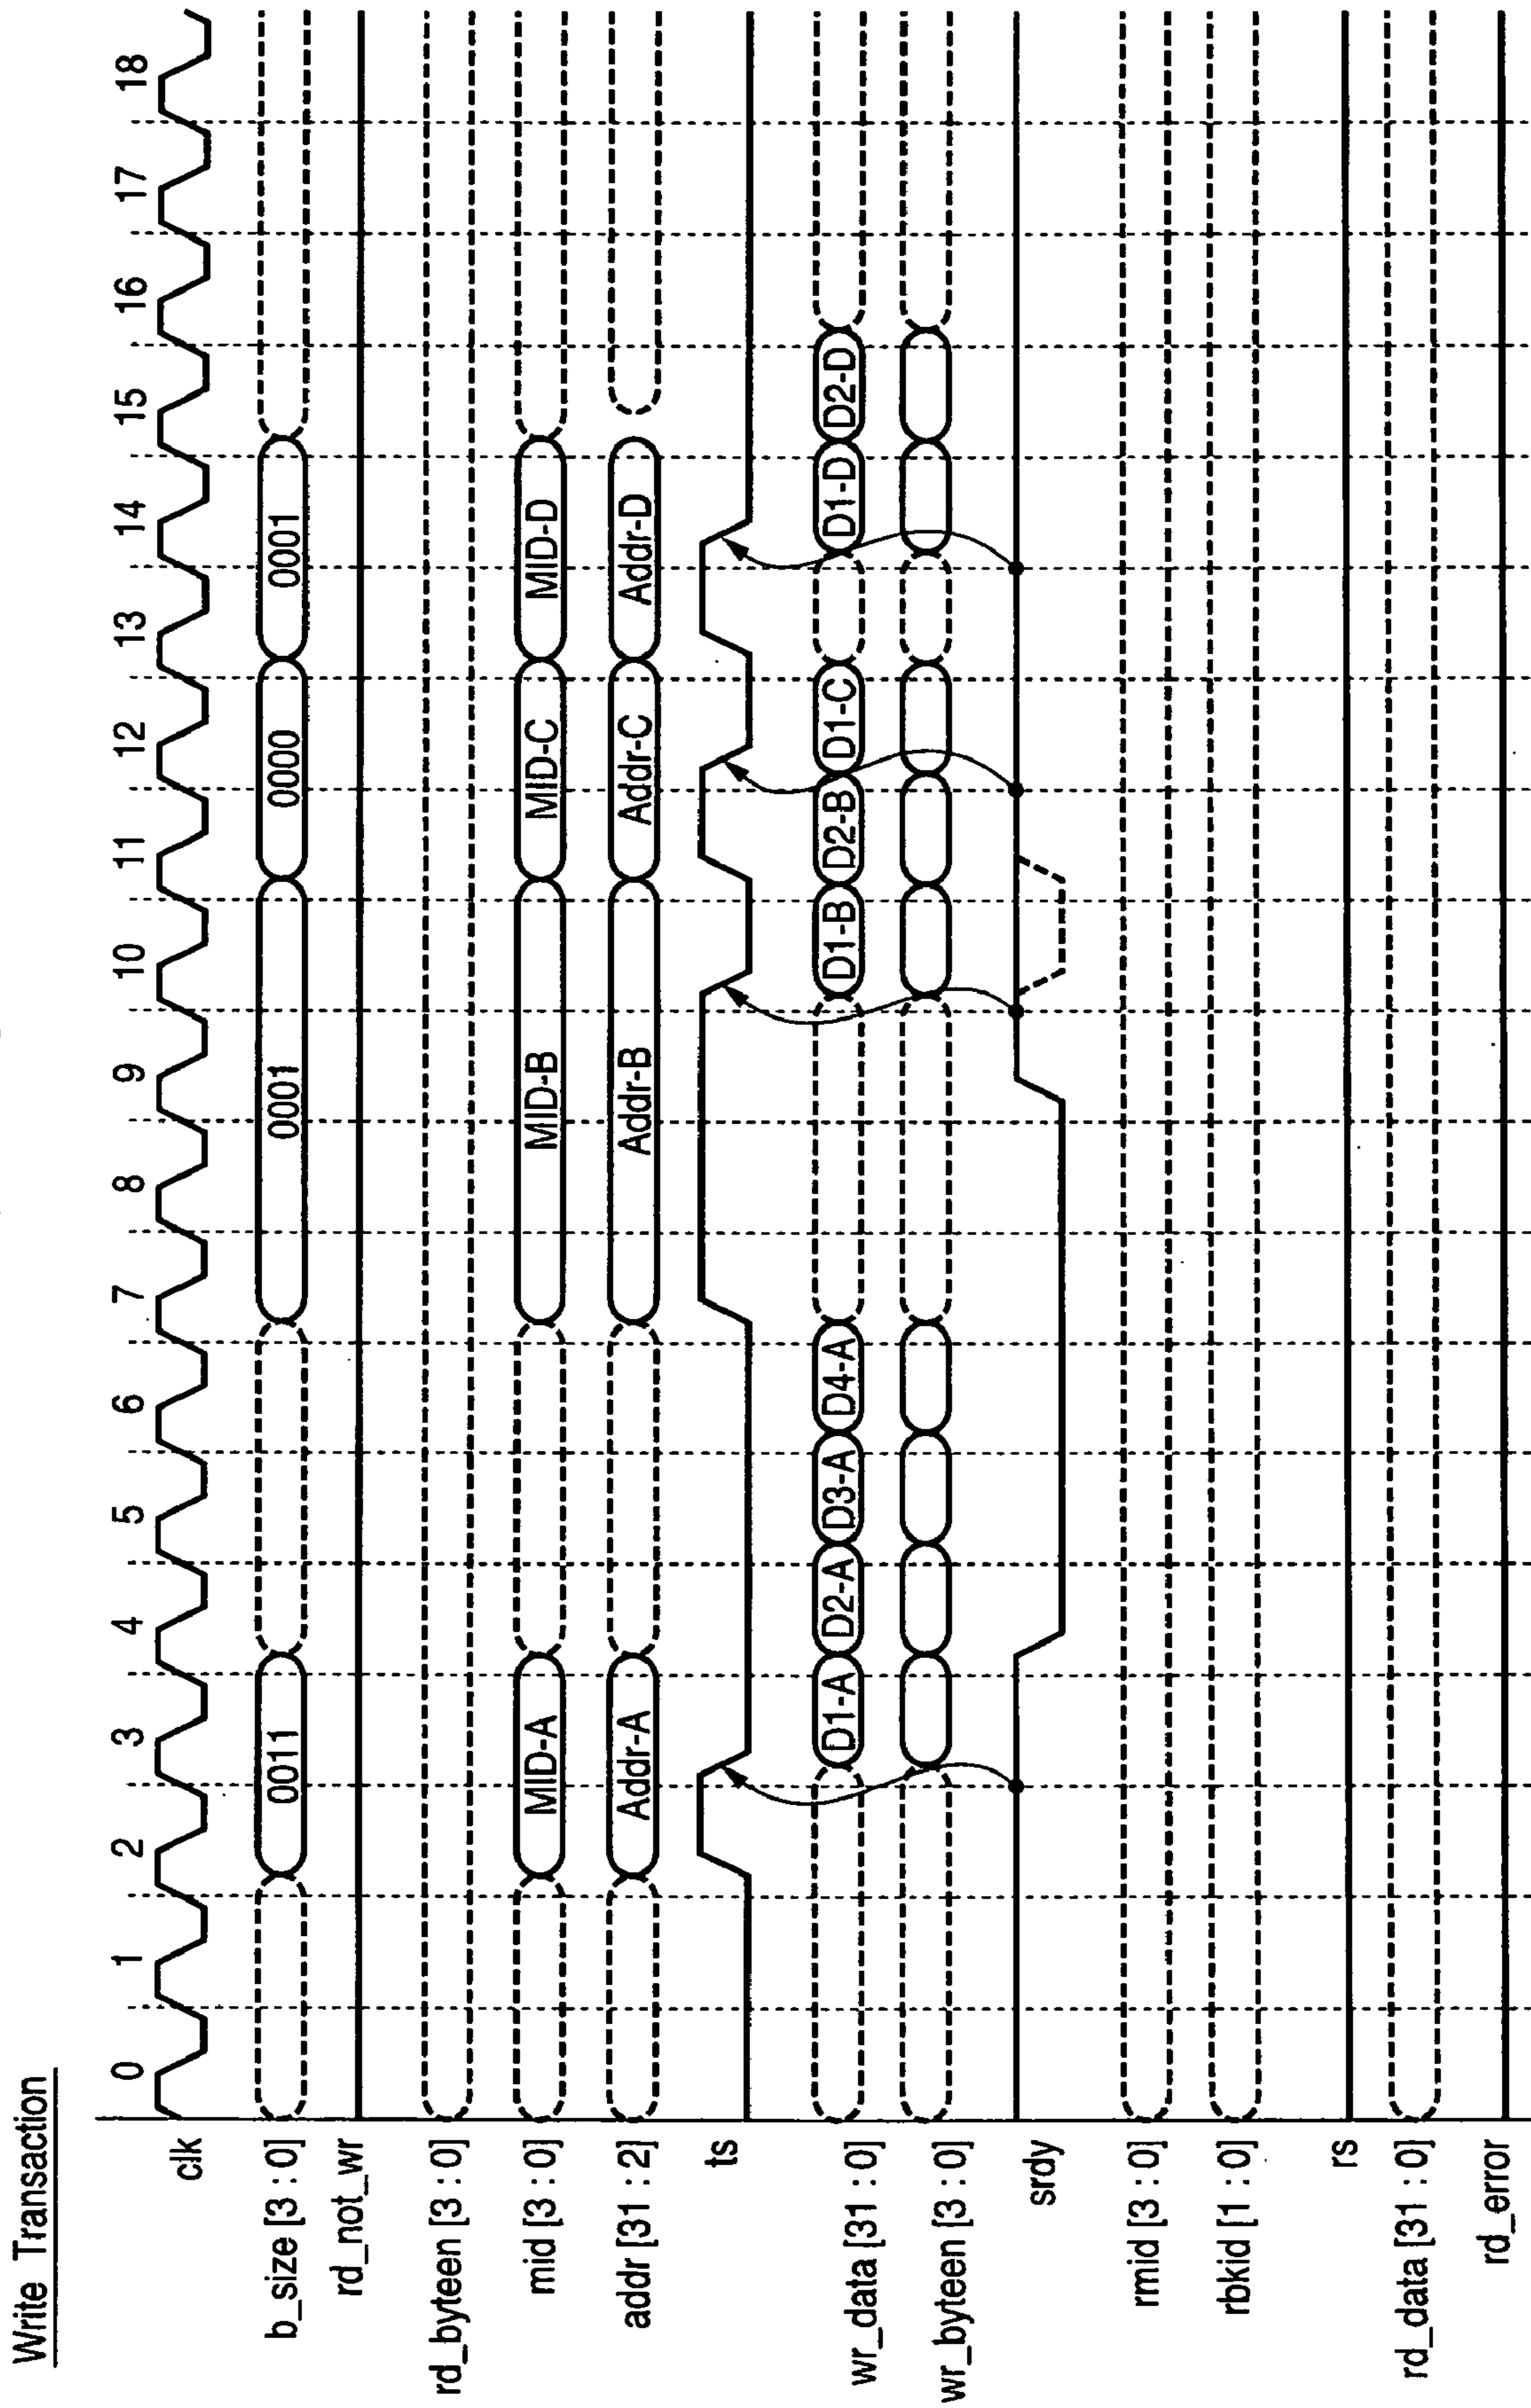 Write Transaction
0 1 2 3 4 5 6 7 8 9 10 11 12 13 14 15 16 17 18
clk
b_size [3 : 0] 0011 0001 0000 0001
rd_not_wr
rd_byteen [3 : 0]
mid [3 : 0] MID-A MID-B MID-C MID-D
addr [31 : 2] Addr-A Addr-B Addr-C Addr-D
ts
wr_data [31 : 0] D1-A D2-A D3-A D4-A D1-B D2-B D1-C D1-D D2-D
wr_byteen [3 : 0]
srdy
rmid [3 : 0]
rbkid [1 : 0]
rs
rd_data [31 : 0]
rd_error